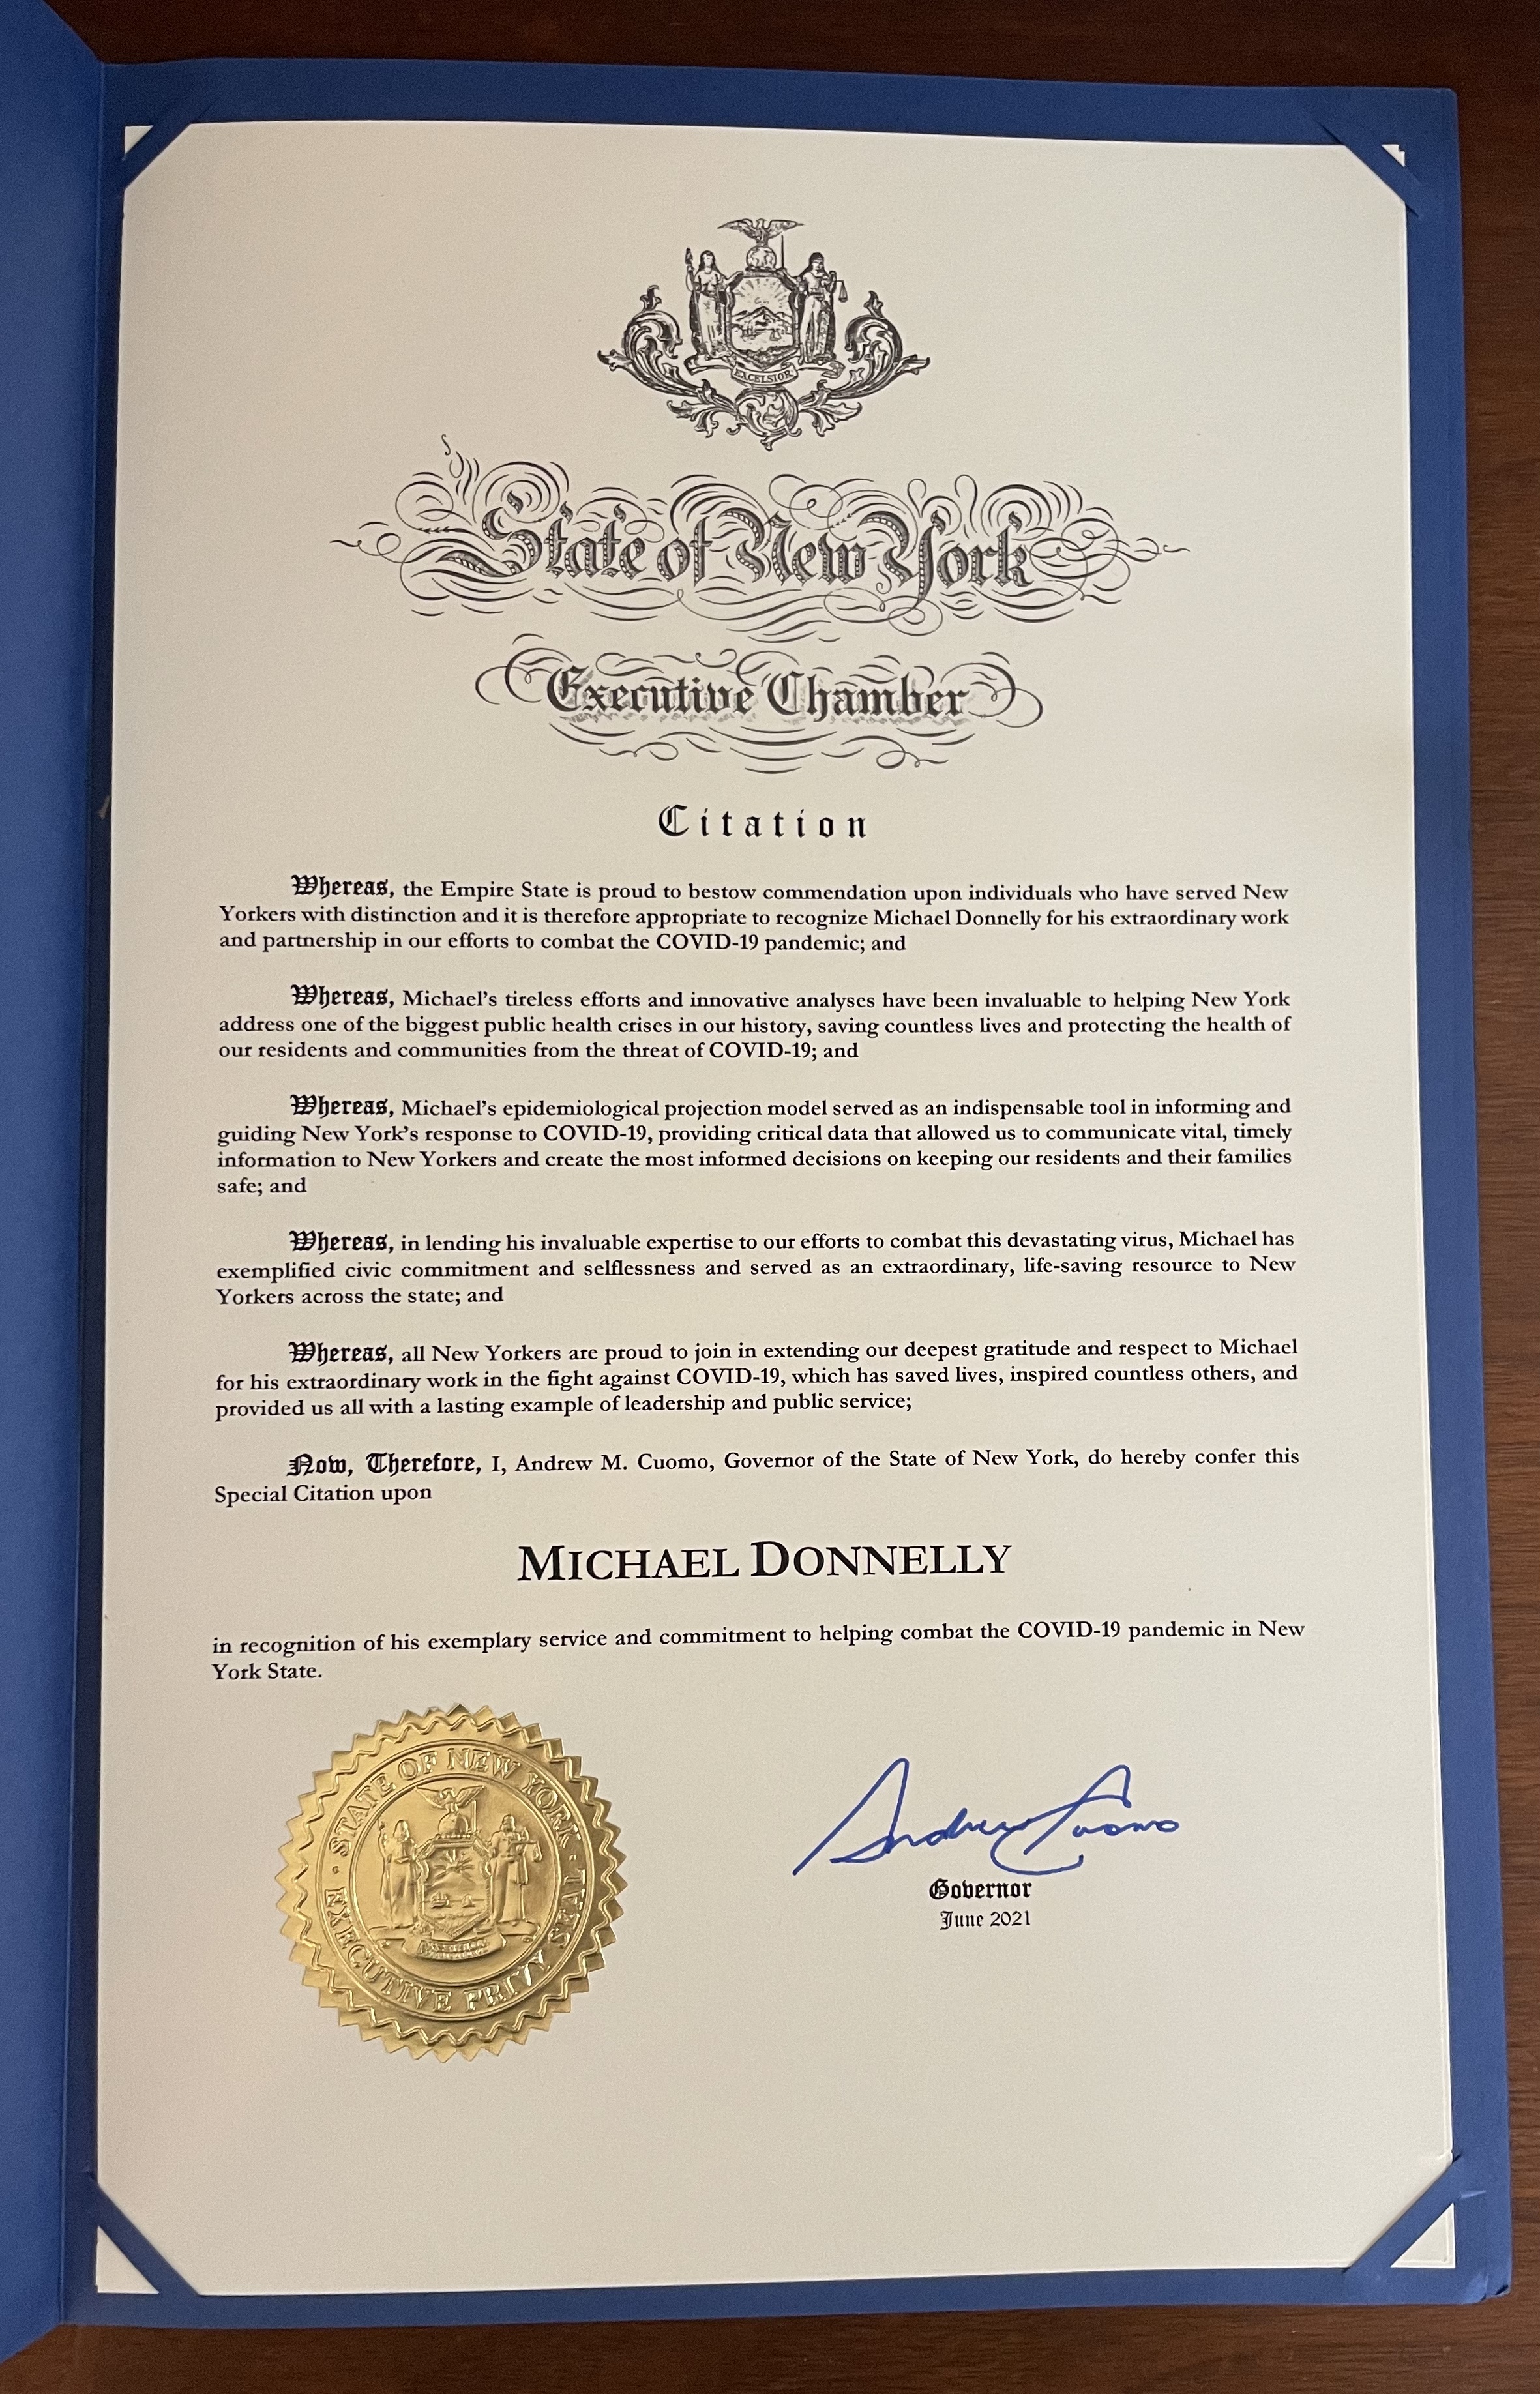 EXCELSIOR
State of New York
Executive Chamber
Citation
Whereas, the Empire State is proud to bestow commendation upon individuals who have served New
Yorkers with distinction and it is therefore appropriate to recognize Michael Donnelly for his extraordinary work
and partnership in our efforts to combat the COVID-19 pandemic; and
Whereas, Michael's tireless efforts and innovative analyses have been invaluable to helping New York
address one of the biggest public health crises in our history, saving countless lives and protecting the health of
our residents and communities from the threat of COVID-19; and
Whereas, Michael's epidemiological projection model served as an indispensable tool in informing and
guiding New York's response to COVID-19, providing critical data that allowed us to communicate vital, timely
information to New Yorkers and create the most informed decisions on keeping our residents and their families
safe; and
Whereas, in lending his invaluable expertise to our efforts to combat this devastating virus, Michael has
exemplified civic commitment and selflessness and served as an extraordinary, life-saving resource to New
Yorkers across the state; and
Whereas, all New Yorkers are proud to join in extending our deepest gratitude and respect to Michael
for his extraordinary work in the fight against COVID-19, which has saved lives, inspired countless others, and
provided us all with a lasting example of leadership and public service;
Now, Therefore, I, Andrew M. Cuomo, Governor of the State of New York, do hereby confer this
Special Citation upon
MICHAEL DONNELLY
in recognition of his exemplary service and commitment to helping combat the COVID-19 pandemic in New
York State.
· STATE OF NEW YORK ·
EXECUTIVE PRIVY SEAL
Andrew Cuomo
Governor
June 2021